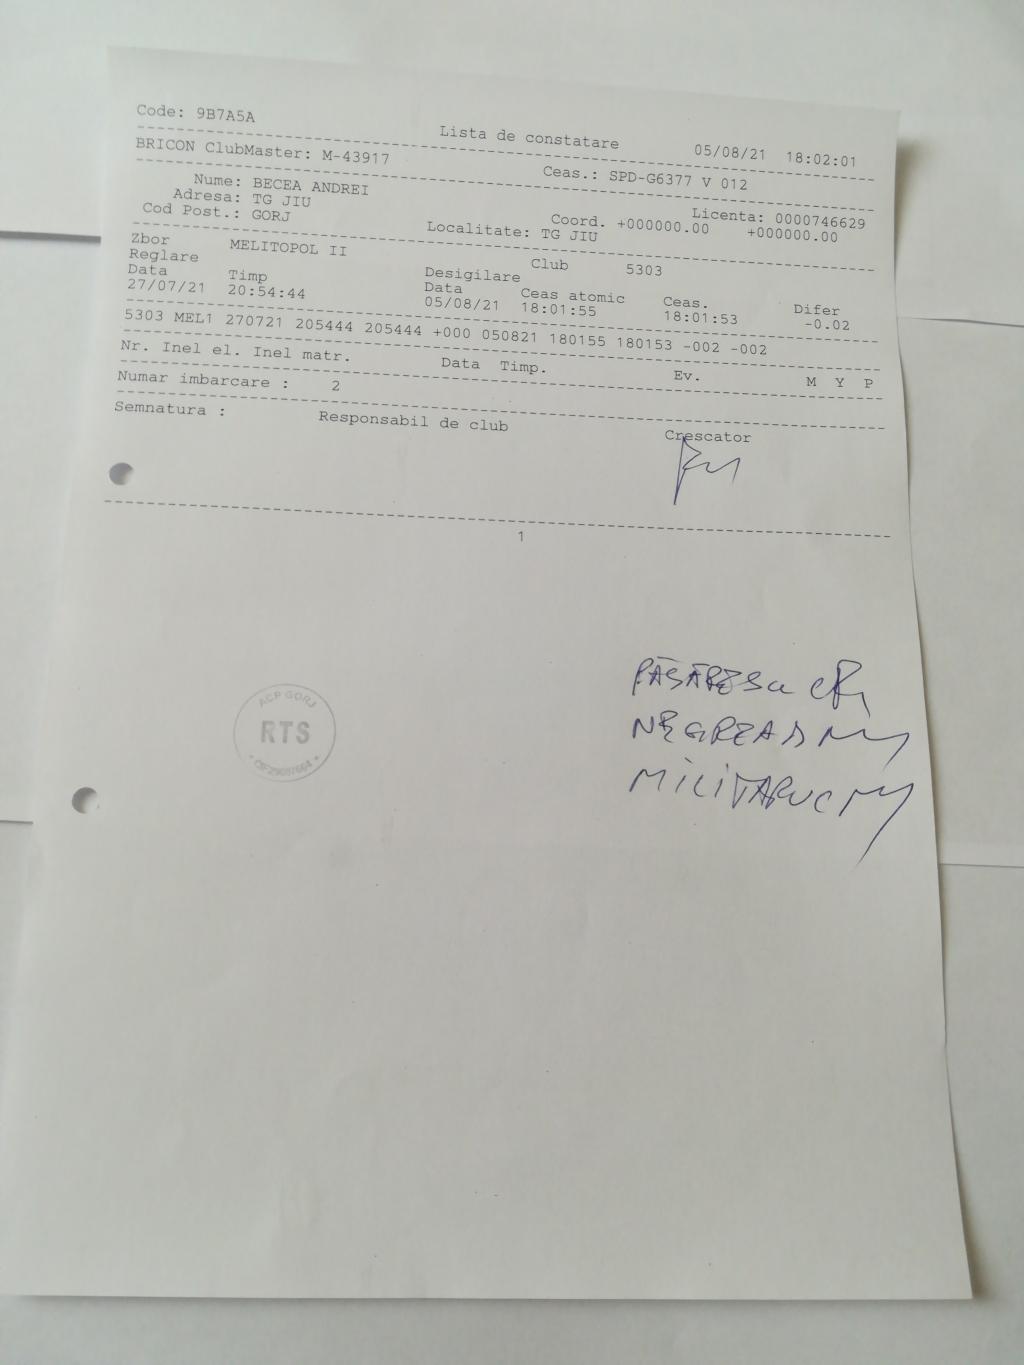 Code: 9B7A5A
Lista de constatare 05/08/21 18:02:01
BRICON ClubMaster: M-43917 Ceas.: SPD-G6377 V 012
Nume: BECEA ANDREI Licenta: 0000746629
Adresa: TG JIU Coord. +000000.00 +000000.00
Cod Post.: GORJ Localitate: TG JIU
Zbor MELITOPOL II Club 5303
Reglare Desigilare
Data Timp Data Ceas atomic Ceas. Difer
27/07/21 20:54:44 05/08/21 18:01:55 18:01:53 -0.02
5303 MEL1 270721 205444 205444 +000 050821 180155 180153 -002 -002
Nr. Inel el. Inel matr. Data Timp. Ev. M Y P
Numar imbarcare : 2
Semnatura : Responsabil de club Crescator
1
ACP GORJ
RTS
PĂSĂRESCU
NEGREA D
MILITARU C